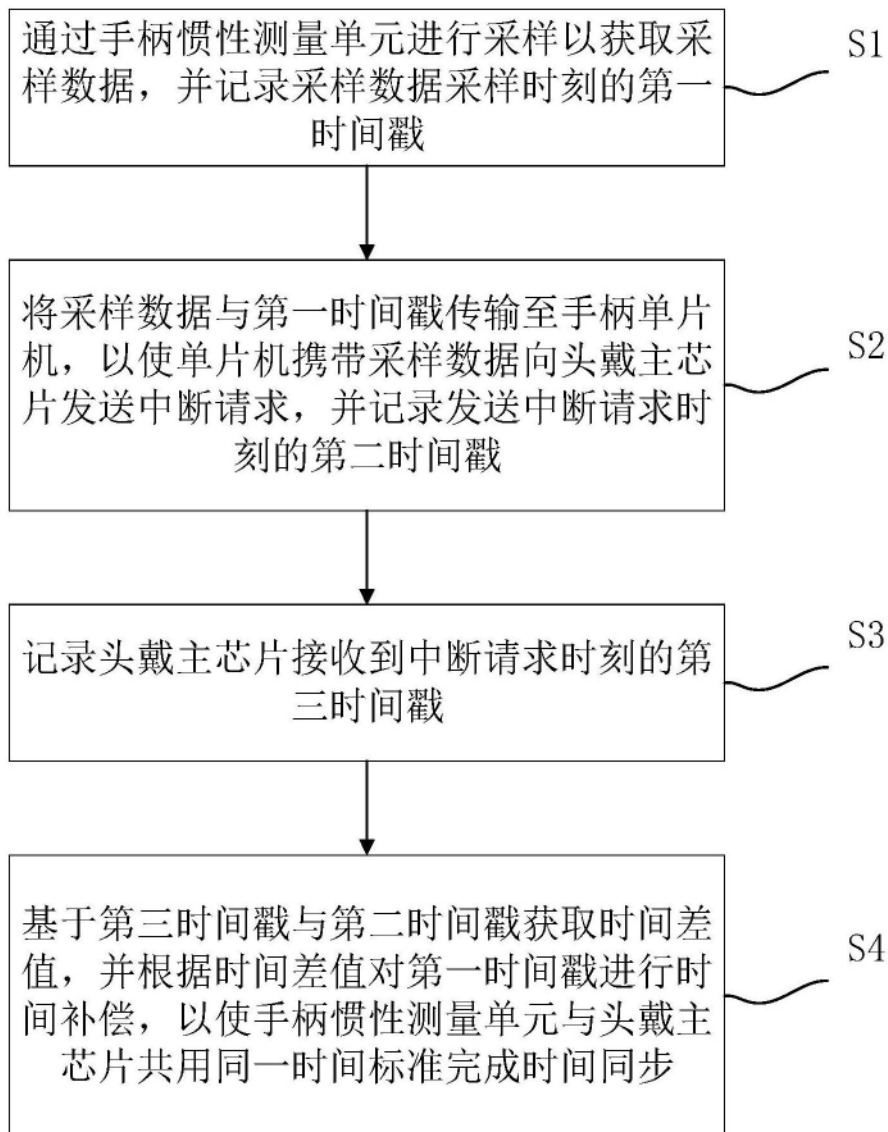 通过手柄惯性测量单元进行采样以获取采
样数据，并记录采样数据采样时刻的第一
时间戳
S1
将采样数据与第一时间戳传输至手柄单片
机，以使单片机携带采样数据向头戴主芯
片发送中断请求，并记录发送中断请求时
刻的第二时间戳
S2
记录头戴主芯片接收到中断请求时刻的第
三时间戳
S3
基于第三时间戳与第二时间戳获取时间差
值，并根据时间差值对第一时间戳进行时
间补偿，以使手柄惯性测量单元与头戴主
芯片共用同一时间标准完成时间同步
S4